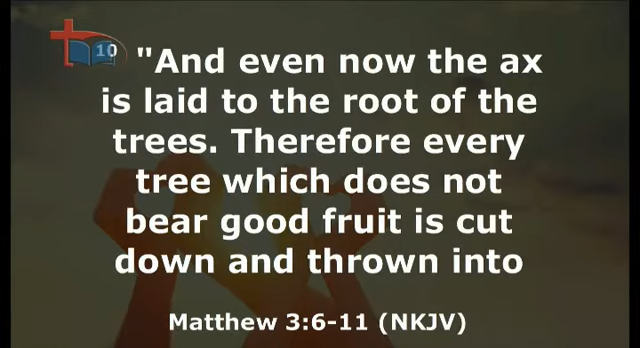 10 "And even now the ax
is laid to the root of the
trees. Therefore every
tree which does not
bear good fruit is cut
down and thrown into
Matthew 3:6-11 (NKJV)